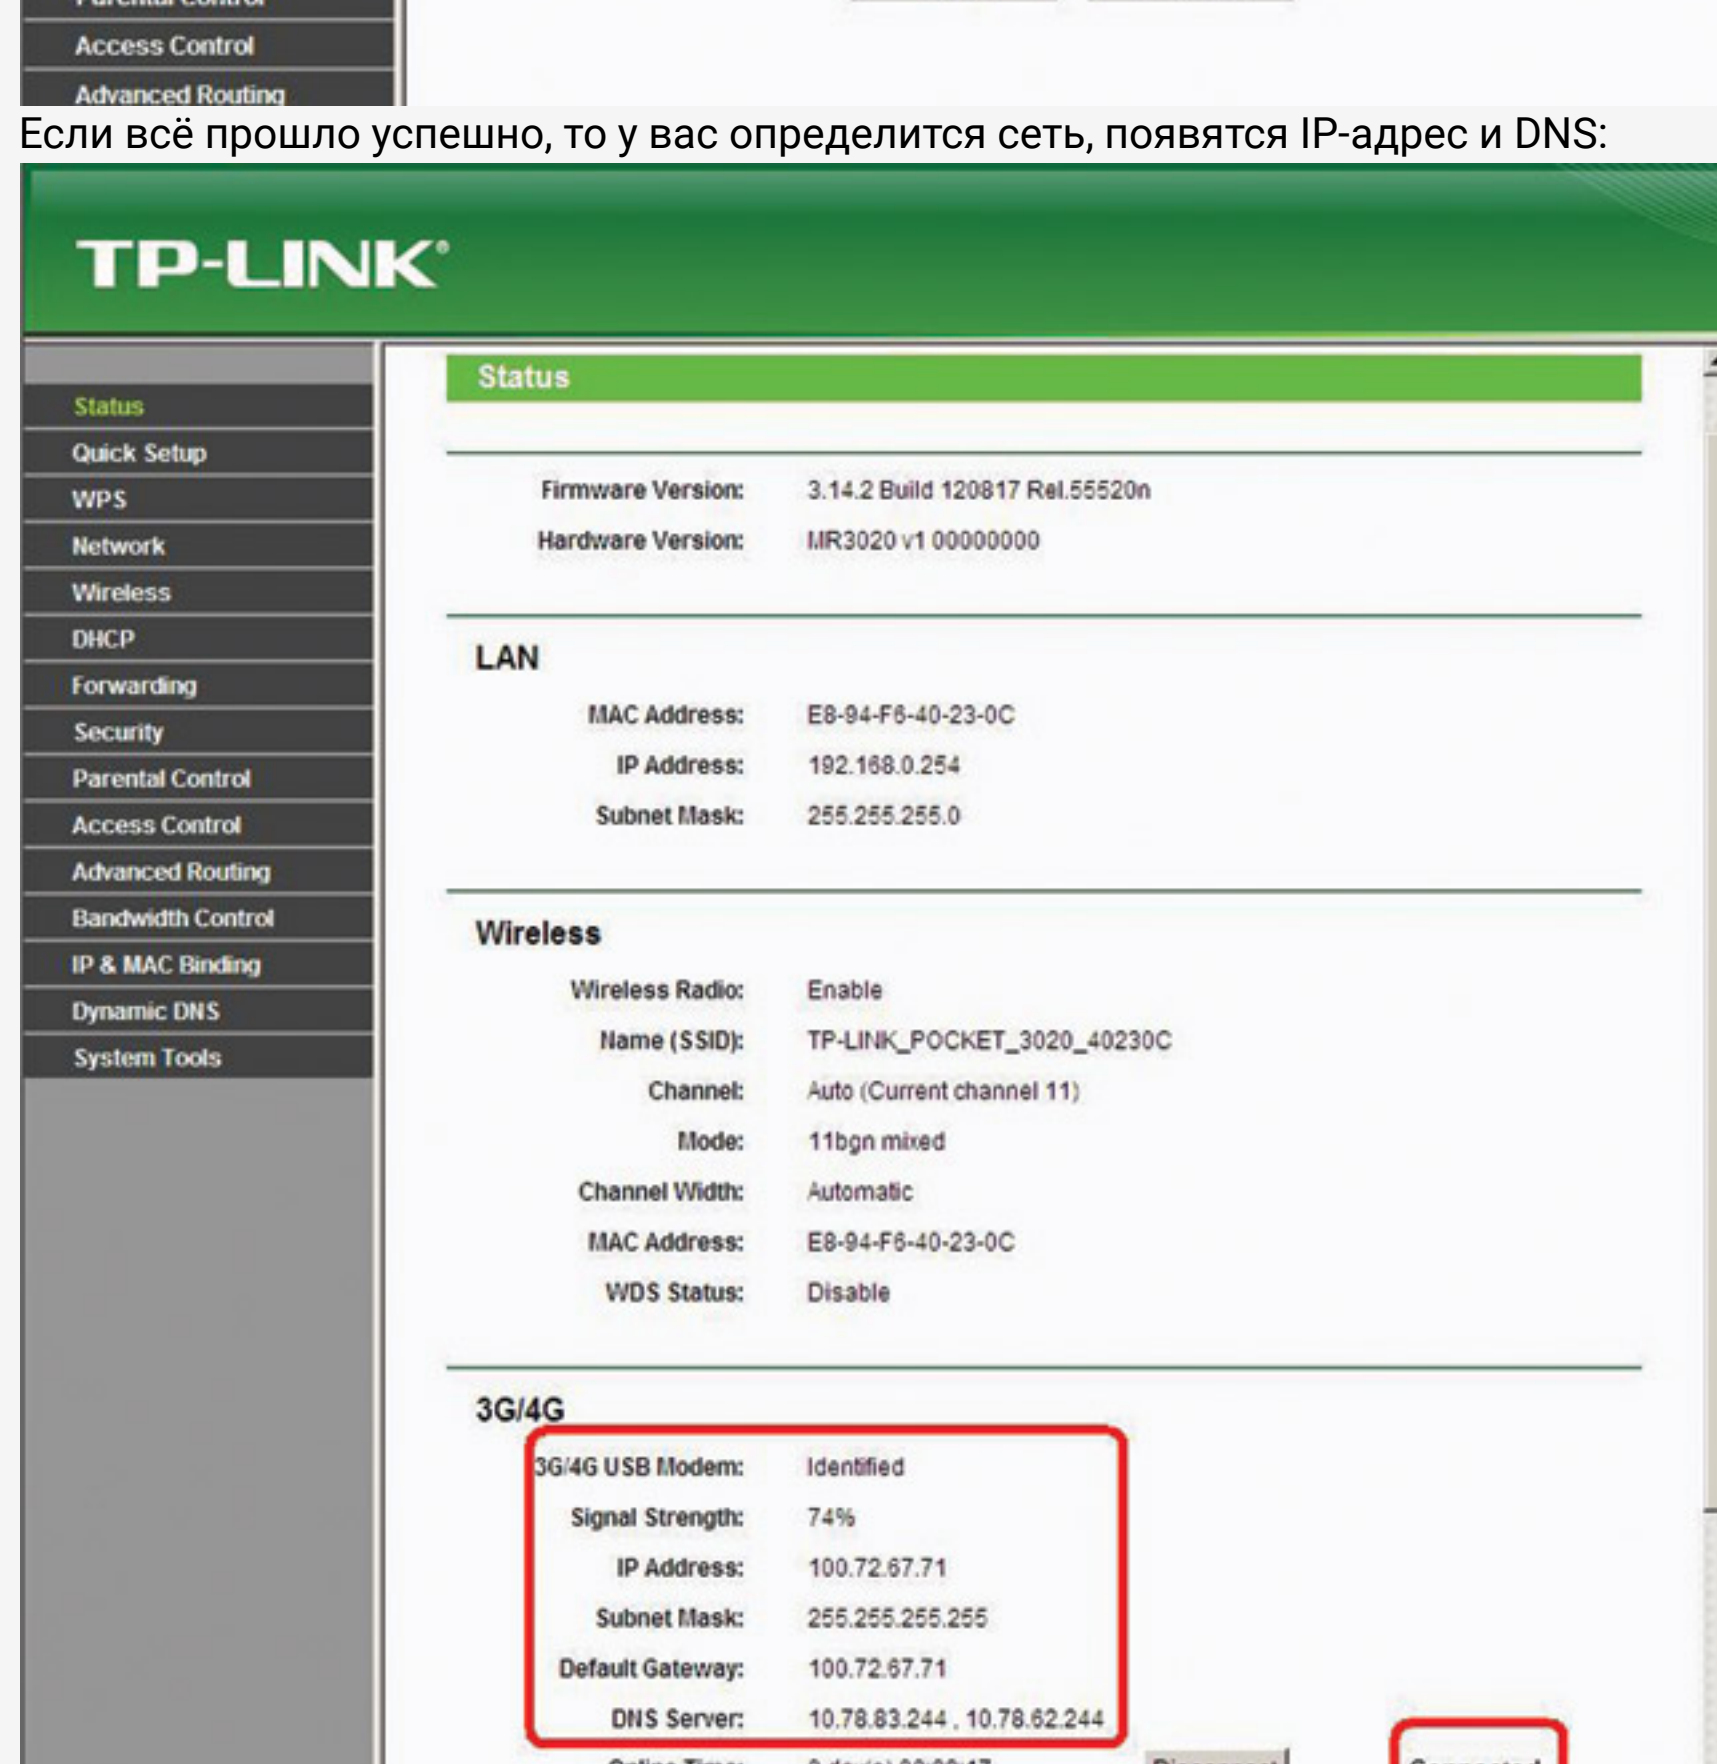 Access Control
Advanced Routing
Если всё прошло успешно, то у вас определится сеть, появятся IP-адрес и DNS:
TP-LINK®
Status
Quick Setup
WPS
Network
Wireless
DHCP
Forwarding
Security
Parental Control
Access Control
Advanced Routing
Bandwidth Control
IP & MAC Binding
Dynamic DNS
System Tools
Status
Firmware Version: 3.14.2 Build 120817 Rel.55520n
Hardware Version: MR3020 v1 00000000
LAN
MAC Address: E8-94-F6-40-23-0C
IP Address: 192.168.0.254
Subnet Mask: 255.255.255.0
Wireless
Wireless Radio: Enable
Name (SSID): TP-LINK_POCKET_3020_40230C
Channel: Auto (Current channel 11)
Mode: 11bgn mixed
Channel Width: Automatic
MAC Address: E8-94-F6-40-23-0C
WDS Status: Disable
3G/4G
3G/4G USB Modem: Identified
Signal Strength: 74%
IP Address: 100.72.67.71
Subnet Mask: 255.255.255.255
Default Gateway: 100.72.67.71
DNS Server: 10.78.83.244 , 10.78.62.244